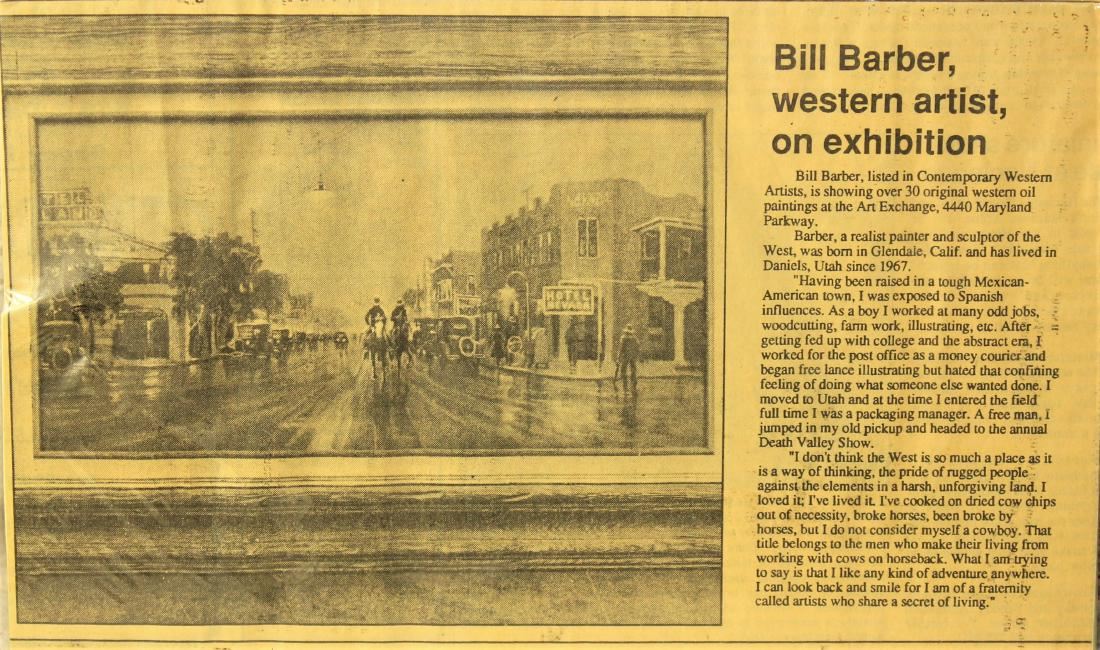 Bill Barber,
western artist,
on exhibition
Bill Barber, listed in Contemporary Western
Artists, is showing over 30 original western oil
paintings at the Art Exchange, 4440 Maryland
Parkway.
Barber, a realist painter and sculptor of the
West, was born in Glendale, Calif. and has lived in
Daniels, Utah since 1967.
"Having been raised in a tough Mexican-
American town, I was exposed to Spanish
influences. As a boy I worked at many odd jobs,
woodcutting, farm work, illustrating, etc. After
getting fed up with college and the abstract era, I
worked for the post office as a money courier and
began free lance illustrating but hated that confining
feeling of doing what someone else wanted done. I
moved to Utah and at the time I entered the field
full time I was a packaging manager. A free man, I
jumped in my old pickup and headed to the annual
Death Valley Show.
"I don't think the West is so much a place as it
is a way of thinking, the pride of rugged people
against the elements in a harsh, unforgiving land. I
loved it; I've lived it. I've cooked on dried cow chips
out of necessity, broke horses, been broke by
horses, but I do not consider myself a cowboy. That
title belongs to the men who make their living from
working with cows on horseback. What I am trying
to say is that I like any kind of adventure anywhere.
I can look back and smile for I am of a fraternity
called artists who share a secret of living."
HOTEL